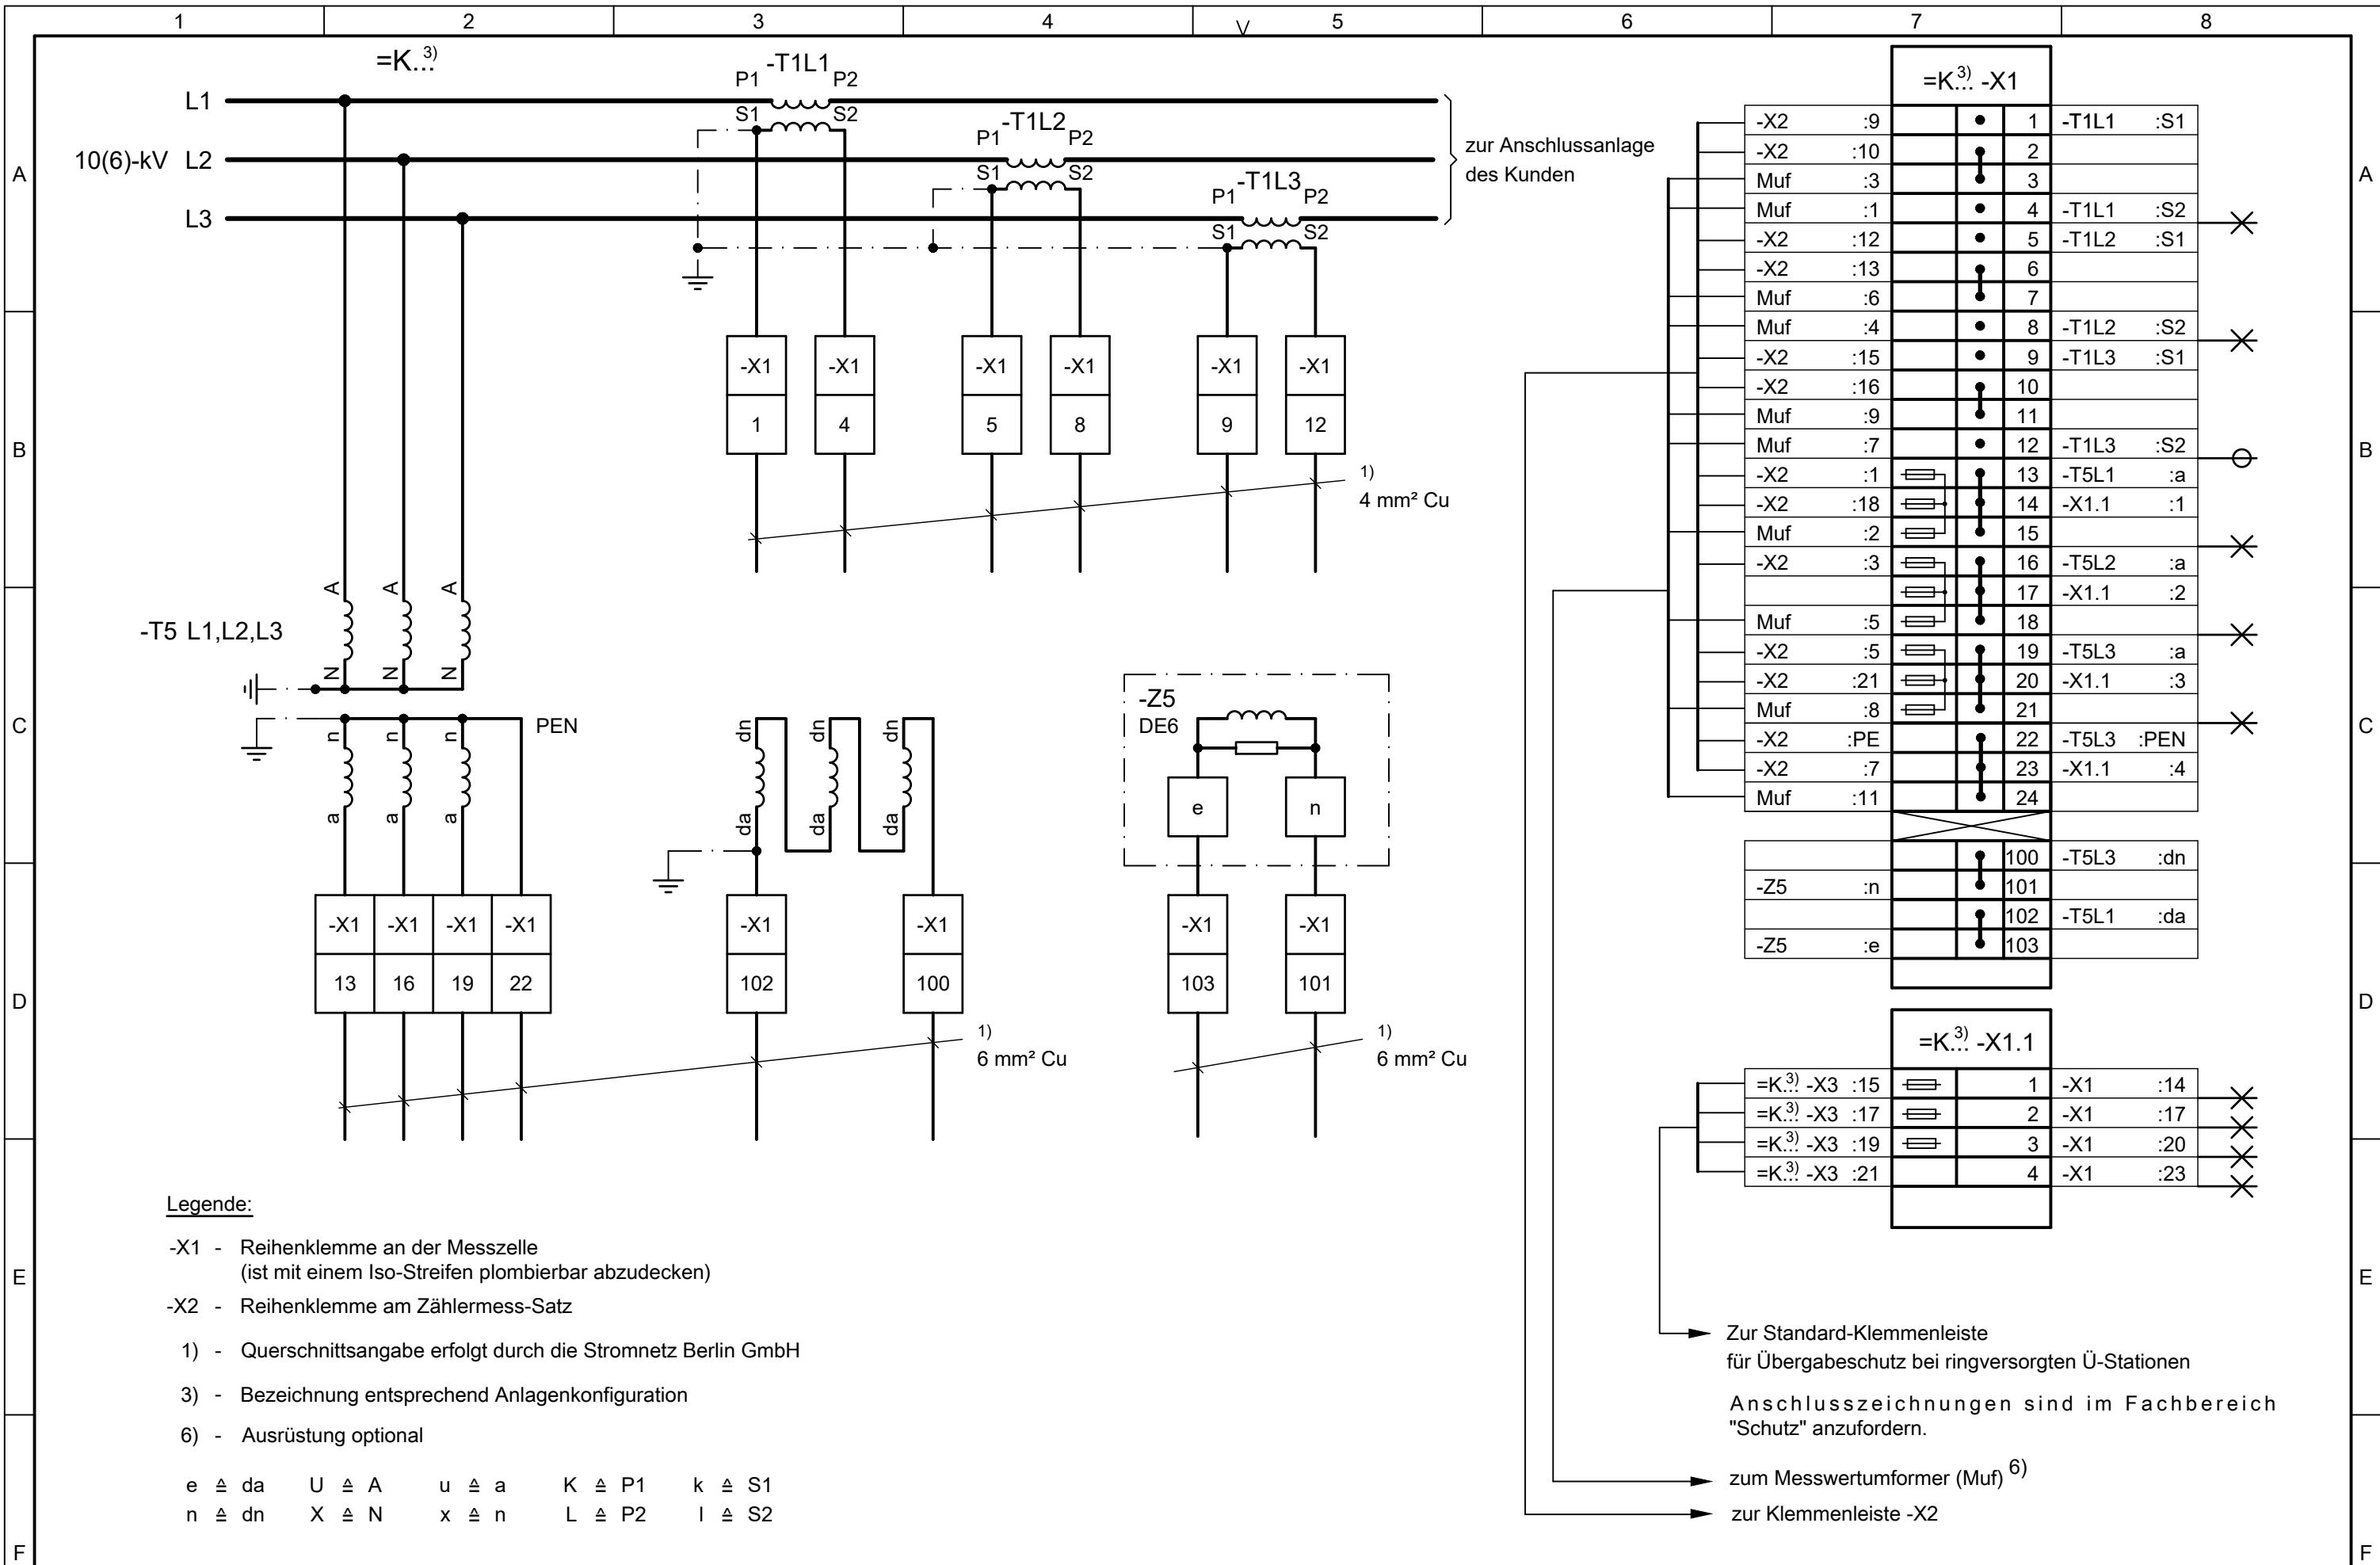 1 2 3 4 5 6 7 8
A A
B B
C C
D D
E E
F F
=K...3)
L1
10(6)-kV L2
L3
-T1L1
P1 P2
S1 S2
-T1L2
P1 P2
S1 S2
-T1L3
P1 P2
S1 S2
zur Anschlussanlage
des Kunden
-X1 -X1 -X1 -X1 -X1 -X1
1 4 5 8 9 12
1)
4 mm² Cu
A A A
-T5 L1,L2,L3
N N N
PEN
n n n
a a a
dn dn dn
da da da
-Z5
DE6
e n
-X1 -X1 -X1 -X1 -X1 -X1 -X1 -X1
13 16 19 22 102 100 103 101
1)
6 mm² Cu
1)
6 mm² Cu
=K...3) -X1
-X2 :9 1 -T1L1 :S1
-X2 :10 2
Muf :3 3
Muf :1 4 -T1L1 :S2
-X2 :12 5 -T1L2 :S1
-X2 :13 6
Muf :6 7
Muf :4 8 -T1L2 :S2
-X2 :15 9 -T1L3 :S1
-X2 :16 10
Muf :9 11
Muf :7 12 -T1L3 :S2
-X2 :1 13 -T5L1 :a
-X2 :18 14 -X1.1 :1
Muf :2 15
-X2 :3 16 -T5L2 :a
17 -X1.1 :2
Muf :5 18
-X2 :5 19 -T5L3 :a
-X2 :21 20 -X1.1 :3
Muf :8 21
-X2 :PE 22 -T5L3 :PEN
-X2 :7 23 -X1.1 :4
Muf :11 24
100 -T5L3 :dn
-Z5 :n 101
102 -T5L1 :da
-Z5 :e 103
=K...3) -X1.1
=K...3) -X3 :15 1 -X1 :14
=K...3) -X3 :17 2 -X1 :17
=K...3) -X3 :19 3 -X1 :20
=K...3) -X3 :21 4 -X1 :23
Zur Standard-Klemmenleiste
für Übergabeschutz bei ringversorgten Ü-Stationen
Anschlusszeichnungen sind im Fachbereich
"Schutz" anzufordern.
zum Messwertumformer (Muf) 6)
zur Klemmenleiste -X2
Legende:
-X1 - Reihenklemme an der Messzelle
(ist mit einem Iso-Streifen plombierbar abzudecken)
-X2 - Reihenklemme am Zählermess-Satz
1) - Querschnittsangabe erfolgt durch die Stromnetz Berlin GmbH
3) - Bezeichnung entsprechend Anlagenkonfiguration
6) - Ausrüstung optional
e ≙ da U ≙ A u ≙ a K ≙ P1 k ≙ S1
n ≙ dn X ≙ N x ≙ n L ≙ P2 l ≙ S2